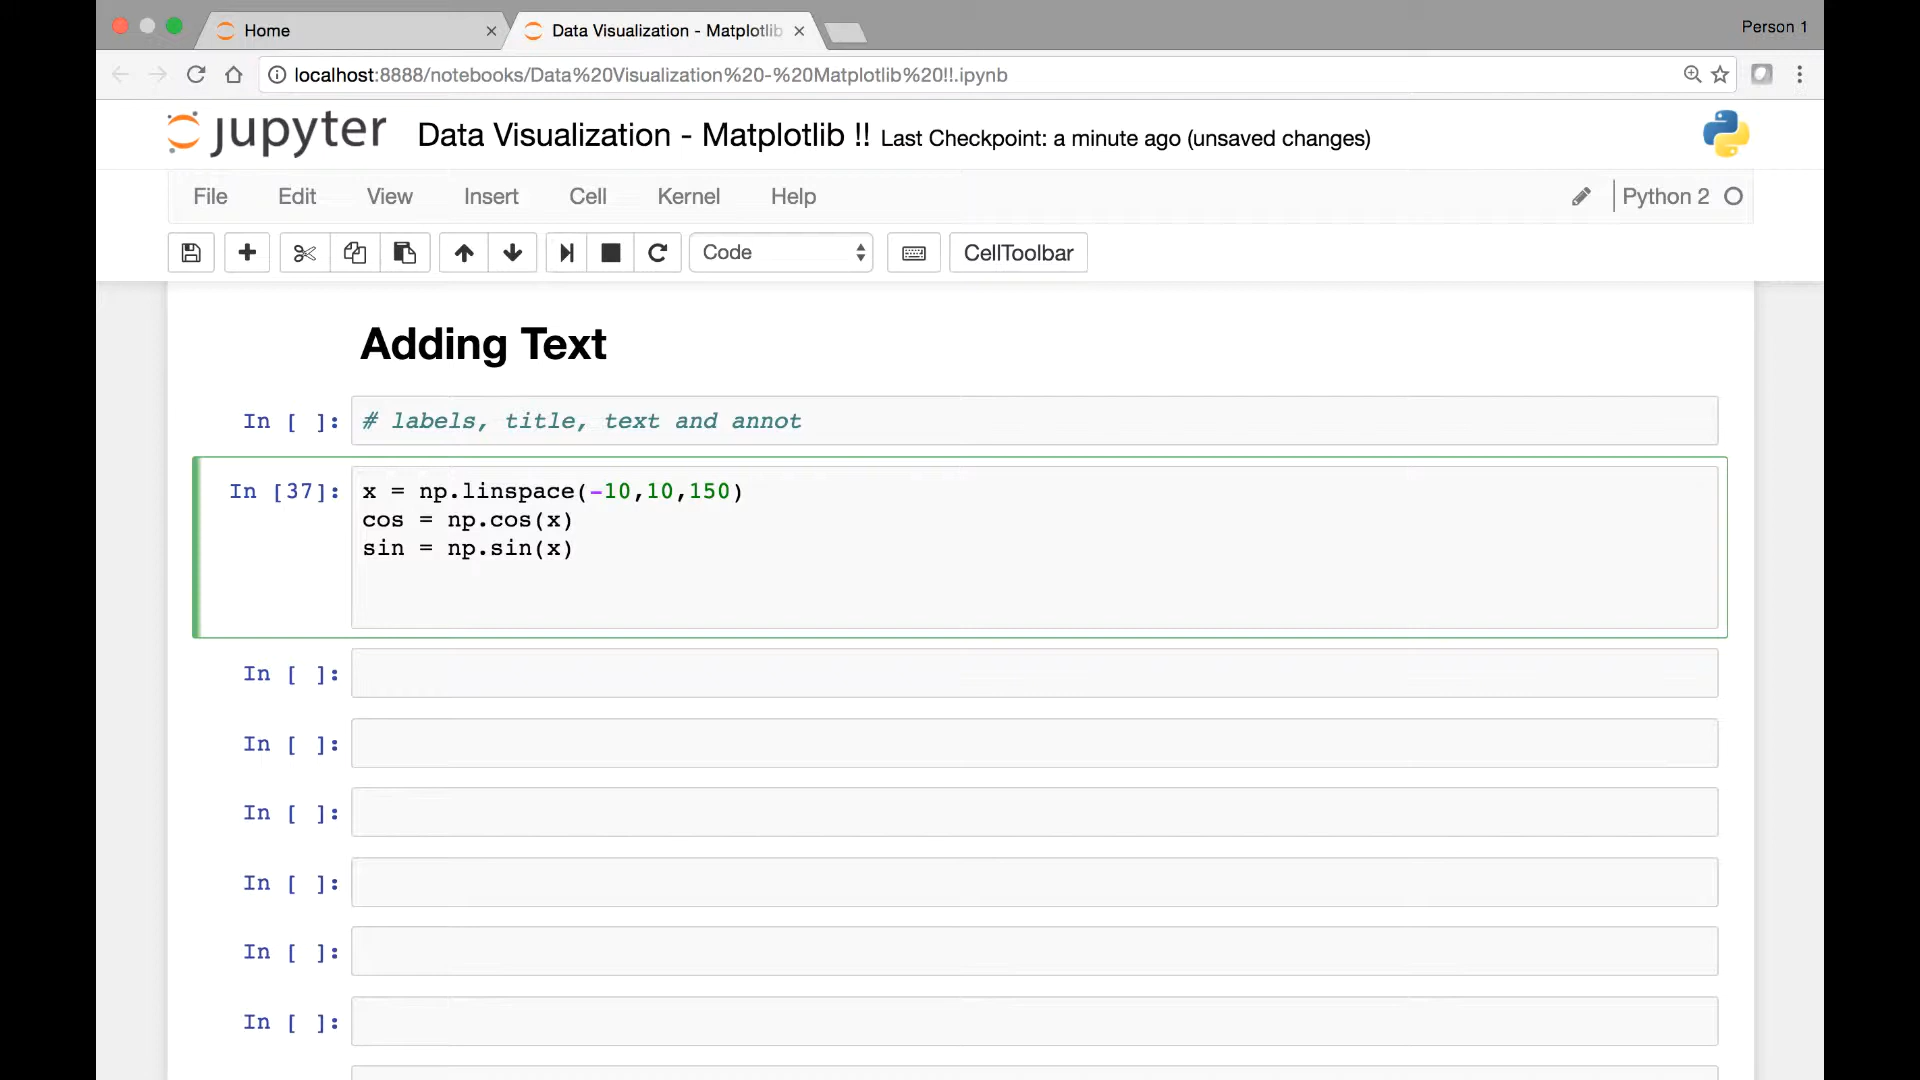 Home
Data Visualization - Matplotlib
Person 1
localhost:8888/notebooks/Data%20Visualization%20-%20Matplotlib%20!!.ipynb
jupyter Data Visualization - Matplotlib !! Last Checkpoint: a minute ago (unsaved changes)
File Edit View Insert Cell Kernel Help Python 2
Code CellToolbar
Adding Text
In [ ]: # labels, title, text and annot
In [37]: x = np.linspace(-10,10,150)
cos = np.cos(x)
sin = np.sin(x)
In [ ]:
In [ ]:
In [ ]:
In [ ]:
In [ ]:
In [ ]: